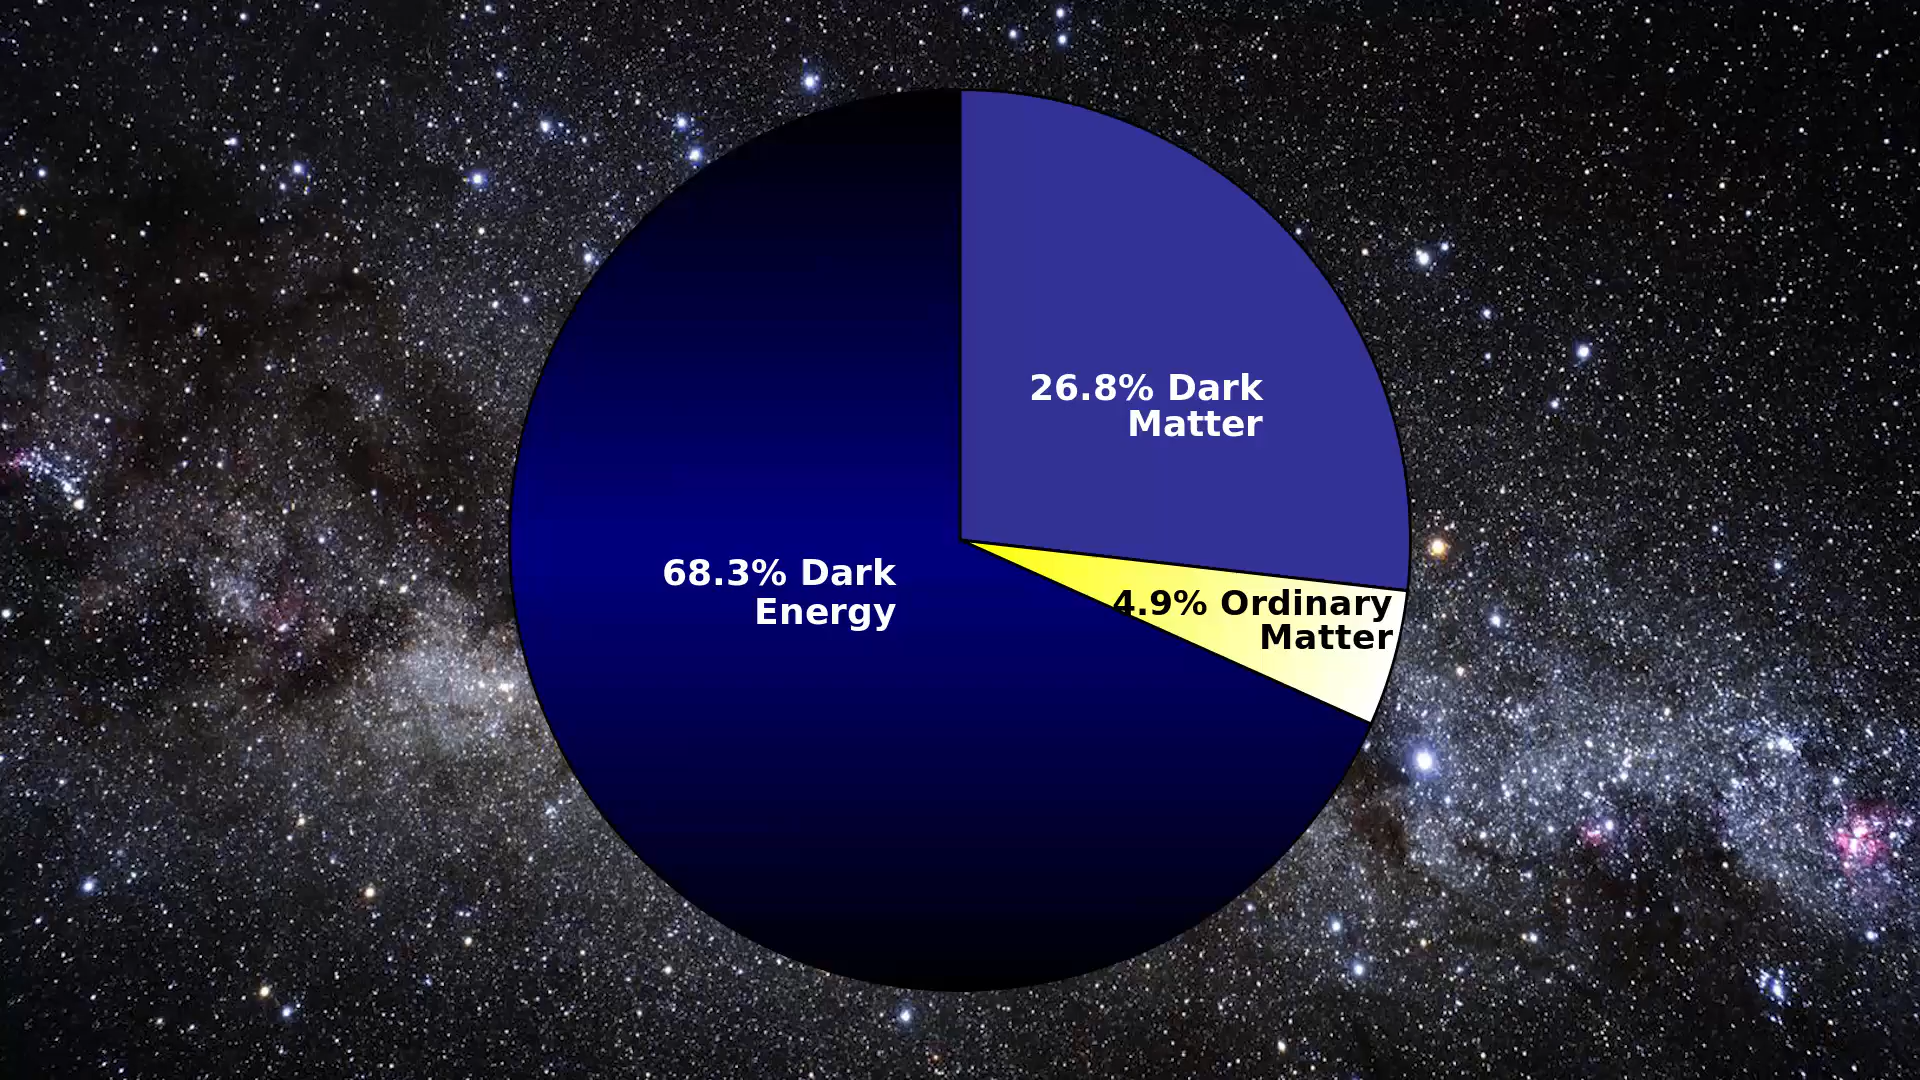 26.8% Dark
Matter
68.3% Dark
Energy
4.9% Ordinary
Matter